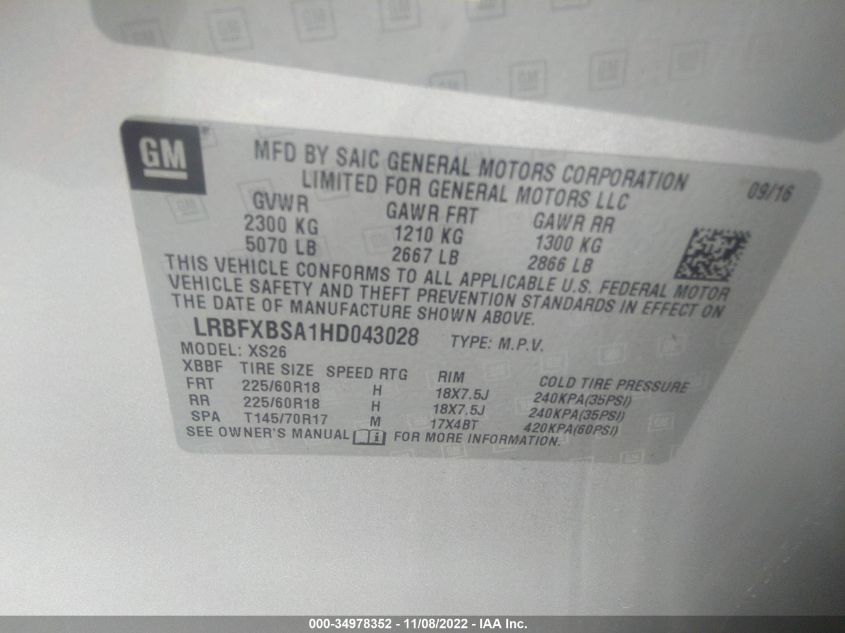 GM
MFD BY SAIC GENERAL MOTORS CORPORATION
LIMITED FOR GENERAL MOTORS LLC
09/16
GVWR GAWR FRT GAWR RR
2300 KG 1210 KG 1300 KG
5070 LB 2667 LB 2866 LB
THIS VEHICLE CONFORMS TO ALL APPLICABLE U.S. FEDERAL MOTOR
VEHICLE SAFETY AND THEFT PREVENTION STANDARDS IN EFFECT ON
THE DATE OF MANUFACTURE SHOWN ABOVE.
LRBFXBSA1HD043028 TYPE: M.P.V.
MODEL: XS26
XBBF TIRE SIZE SPEED RTG RIM COLD TIRE PRESSURE
FRT 225/60R18 H 18X7.5J 240KPA(35PSI)
RR 225/60R18 H 18X7.5J 240KPA(35PSI)
SPA T145/70R17 M 17X4BT 420KPA(60PSI)
SEE OWNER'S MANUAL FOR MORE INFORMATION.
000-34978352 - 11/08/2022 - IAA Inc.